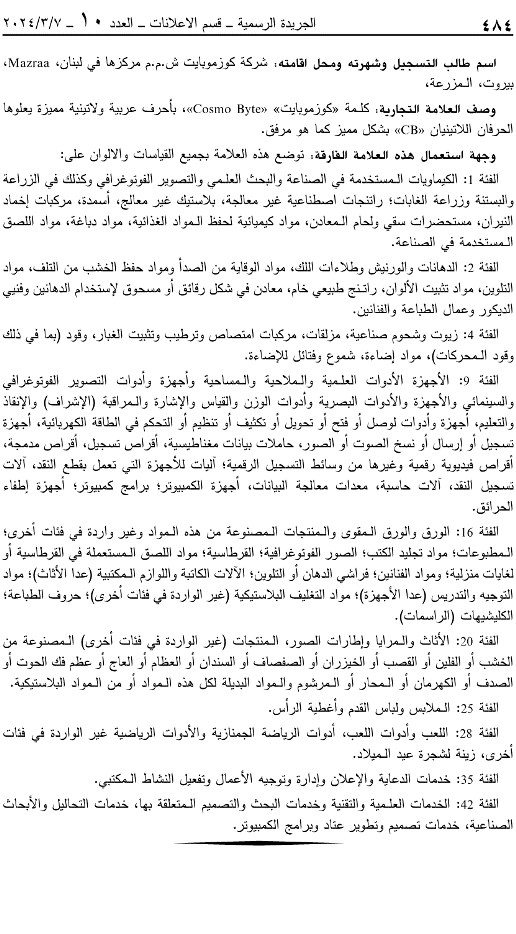 ٤٨٤ الجريدة الرسمية ــ قسم الاعلانات ــ العدد ١٠ ــ ٢٠٢٤/٣/٧
اسم طالب التسجيل وشهرته ومحل اقامته: شركة كوزموبايت ش.م.م مركزها في لبنان، Mazraa،
بيروت، المزرعة،
وصف العلامة التجارية: كلمة «كوزموبايت» «Cosmo Byte»، بأحرف عربية ولاتينية مميزة يعلوها
الحرفان اللاتينيان «CB» بشكل مميز كما هو مرفق.
وجهة استعمال هذه العلامة الفارقة: توضع هذه العلامة بجميع القياسات والالوان على:
الفئة 1: الكيماويات المستخدمة في الصناعة والبحث العلمي والتصوير الفوتوغرافي وكذلك في الزراعة
والبستنة وزراعة الغابات؛ راتنجات اصطناعية غير معالجة، بلاستيك غير معالج، أسمدة، مركبات إخماد
النيران، مستحضرات سقي ولحام المعادن، مواد كيميائية لحفظ المواد الغذائية، مواد دباغة، مواد اللصق
المستخدمة في الصناعة.
الفئة 2: الدهانات والورنيش وطلاءات اللك، مواد الوقاية من الصدأ ومواد حفظ الخشب من التلف، مواد
التلوين، مواد تثبيت الألوان، راتنج طبيعي خام، معادن في شكل رقائق أو مسحوق لإستخدام الدهانين وفنيي
الديكور وعمال الطباعة والفنانين.
الفئة 4: زيوت وشحوم صناعية، مزلقات، مركبات امتصاص وترطيب وتثبيت الغبار، وقود (بما في ذلك
وقود المحركات)، مواد إضاءة، شموع وفتائل للإضاءة.
الفئة 9: الأجهزة الأدوات العلمية والملاحية والمساحية وأجهزة وأدوات التصوير الفوتوغرافي
والسينمائي والأجهزة والأدوات البصرية وأدوات الوزن والقياس والإشارة والمراقبة (الإشراف) والإنقاذ
والتعليم، أجهزة وأدوات لوصل أو فتح أو تحويل أو تكثيف أو تنظيم أو التحكم في الطاقة الكهربائية، أجهزة
تسجيل أو إرسال أو نسخ الصوت أو الصور، حاملات بيانات مغناطيسية، أقراص تسجيل، أقراص مدمجة،
أقراص فيديوية رقمية وغيرها من وسائط التسجيل الرقمية؛ آليات للأجهزة التي تعمل بقطع النقد، آلات
تسجيل النقد، آلات حاسبة، معدات معالجة البيانات، أجهزة الكمبيوتر؛ برامج كمبيوتر؛ أجهزة إطفاء
الحرائق.
الفئة 16: الورق والورق المقوى والمنتجات المصنوعة من هذه المواد وغير واردة في فئات أخرى؛
المطبوعات؛ مواد تجليد الكتب؛ الصور الفوتوغرافية؛ القرطاسية؛ مواد اللصق المستعملة في القرطاسية أو
لغايات منزلية؛ ومواد الفنانين؛ فراشي الدهان أو التلوين؛ الآلات الكاتبة واللوازم المكتبية (عدا الأثاث)؛ مواد
التوجيه والتدريس (عدا الأجهزة)؛ مواد التغليف البلاستيكية (غير الواردة في فئات أخرى)؛ حروف الطباعة؛
الكليشيهات (الراسمات).
الفئة 20: الأثاث والمرايا وإطارات الصور، المنتجات (غير الواردة في فئات أخرى) المصنوعة من
الخشب أو الفلين أو القصب أو الخيزران أو الصفصاف أو السندان أو العظام أو العاج أو عظم فك الحوت أو
الصدف أو الكهرمان أو المحار أو المرشوم والمواد البديلة لكل هذه المواد أو من المواد البلاستيكية.
الفئة 25: الملابس ولباس القدم وأغطية الرأس.
الفئة 28: اللعب وأدوات اللعب، أدوات الرياضة الجمنازية والأدوات الرياضية غير الواردة في فئات
أخرى، زينة لشجرة عيد الميلاد.
الفئة 35: خدمات الدعاية والإعلان وإدارة وتوجيه الأعمال وتفعيل النشاط المكتبي.
الفئة 42: الخدمات العلمية والتقنية وخدمات البحث والتصميم المتعلقة بها، خدمات التحاليل والأبحاث
الصناعية، خدمات تصميم وتطوير عتاد وبرامج الكمبيوتر.